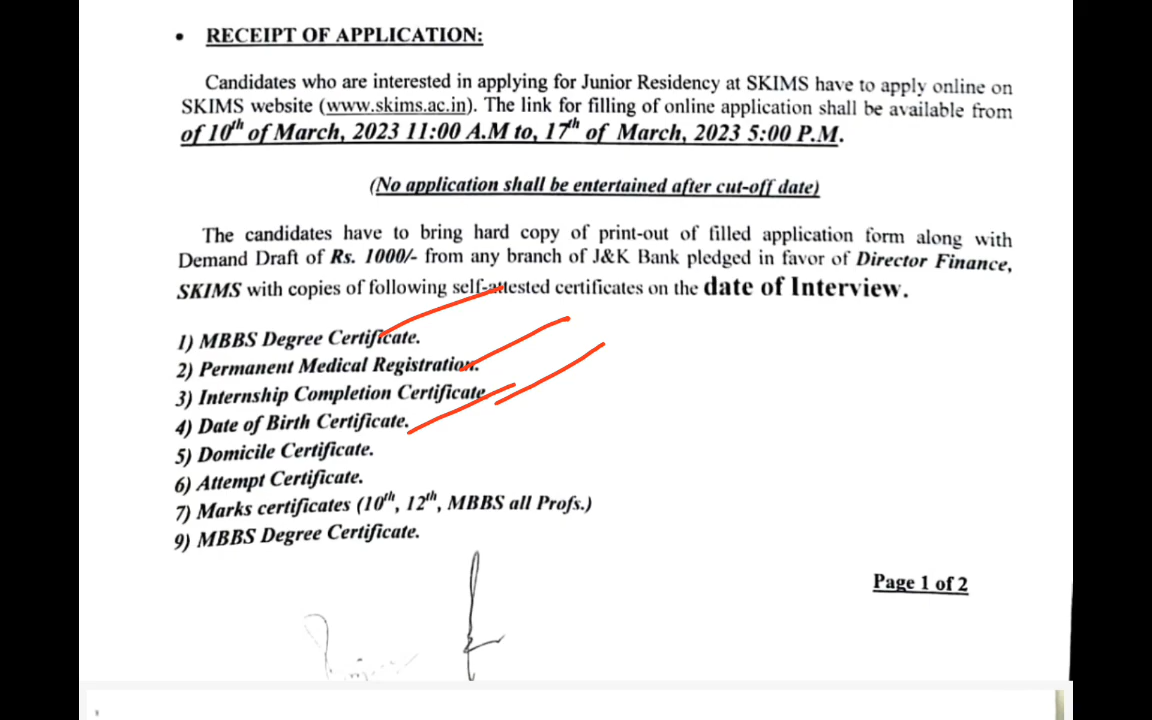 • RECEIPT OF APPLICATION:
Candidates who are interested in applying for Junior Residency at SKIMS have to apply online on
SKIMS website (www.skims.ac.in). The link for filling of online application shall be available from
of 10th of March, 2023 11:00 A.M to, 17th of March, 2023 5:00 P.M.
(No application shall be entertained after cut-off date)
The candidates have to bring hard copy of print-out of filled application form along with
Demand Draft of Rs. 1000/- from any branch of J&K Bank pledged in favor of Director Finance,
SKIMS with copies of following self-attested certificates on the date of Interview.
1) MBBS Degree Certificate.
2) Permanent Medical Registration.
3) Internship Completion Certificate
4) Date of Birth Certificate.
5) Domicile Certificate.
6) Attempt Certificate.
7) Marks certificates (10th, 12th, MBBS all Profs.)
9) MBBS Degree Certificate.
Page 1 of 2